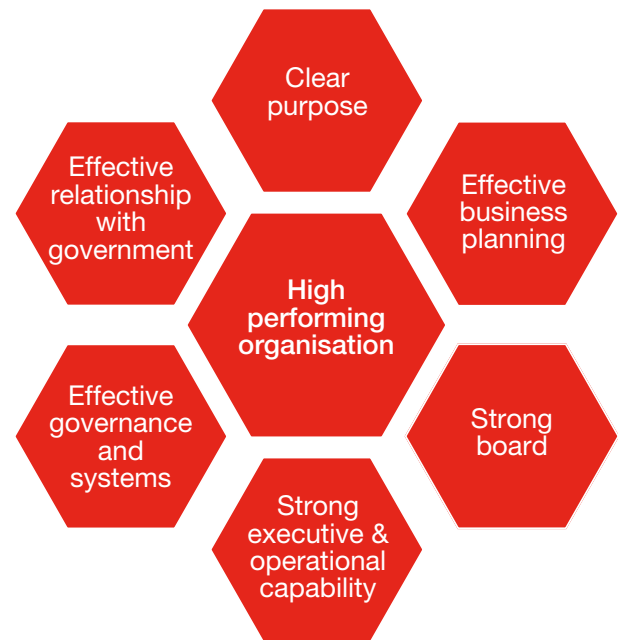 Clear
purpose
Effective
business
planning
Strong
board
Strong
executive &
operational
capability
Effective
governance
and
systems
Effective
relationship
with
government
High
performing
organisation